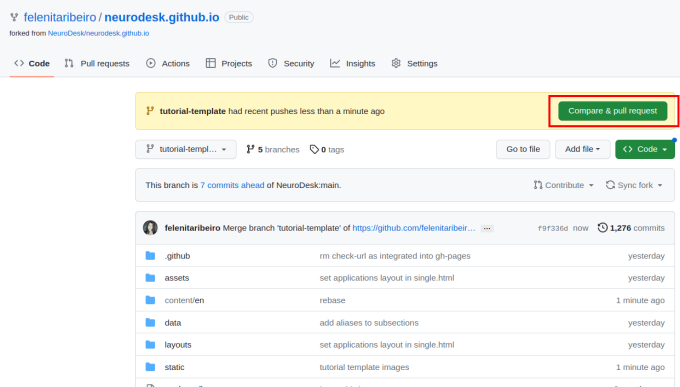 felenitaribeiro / neurodesk.github.io Public
forked from NeuroDesk/neurodesk.github.io
Code Pull requests Actions Projects Security Insights Settings
tutorial-template had recent pushes less than a minute ago Compare & pull request
tutorial-templ... 5 branches 0 tags Go to file Add file Code
This branch is 7 commits ahead of NeuroDesk:main. Contribute Sync fork
felenitaribeiro Merge branch 'tutorial-template' of https://github.com/felenitaribeir... ... f9f336d now 1,276 commits
.github rm check-url as integrated into gh-pages yesterday
assets set applications layout in single.html yesterday
content/en rebase 1 minute ago
data add aliases to subsections yesterday
layouts set applications layout in single.html yesterday
static tutorial template images 1 minute ago